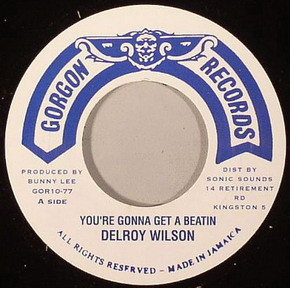 GORGON RECORDS
PRODUCED BY
BUNNY LEE
GOR10-77
A SIDE
DIST BY
SONIC SOUNDS
14 RETIREMENT
RD
KINGSTON 5
YOU'RE GONNA GET A BEATIN
DELROY WILSON
ALL RIGHTS RESERVED - MADE IN JAMAICA